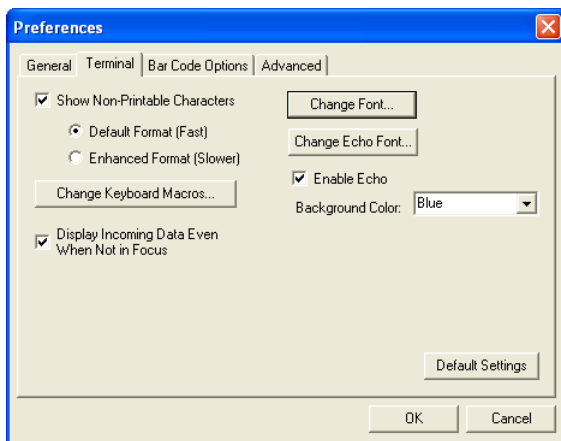 Preferences
General Terminal Bar Code Options Advanced
Show Non-Printable Characters
Default Format (Fast)
Enhanced Format (Slower)
Change Keyboard Macros...
Display Incoming Data Even
When Not in Focus
Change Font...
Change Echo Font...
Enable Echo
Background Color: Blue
Default Settings
OK Cancel